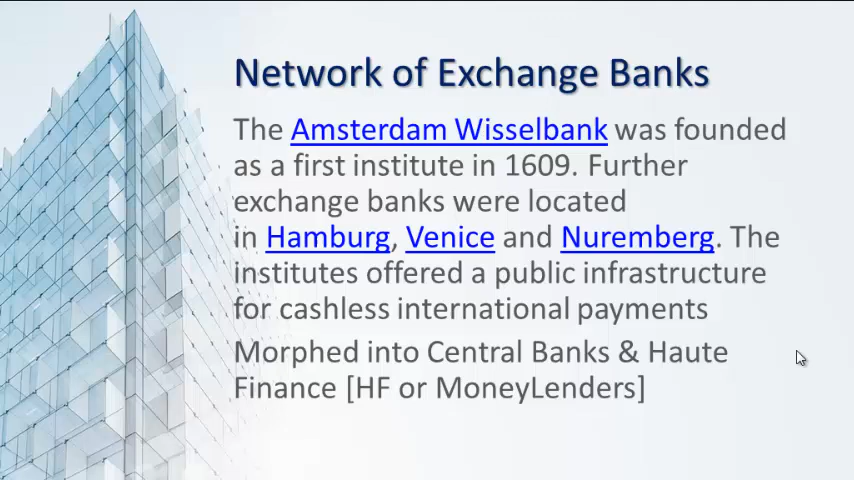 Network of Exchange Banks
The Amsterdam Wisselbank was founded
as a first institute in 1609. Further
exchange banks were located
in Hamburg, Venice and Nuremberg. The
institutes offered a public infrastructure
for cashless international payments
Morphed into Central Banks & Haute
Finance [HF or MoneyLenders]